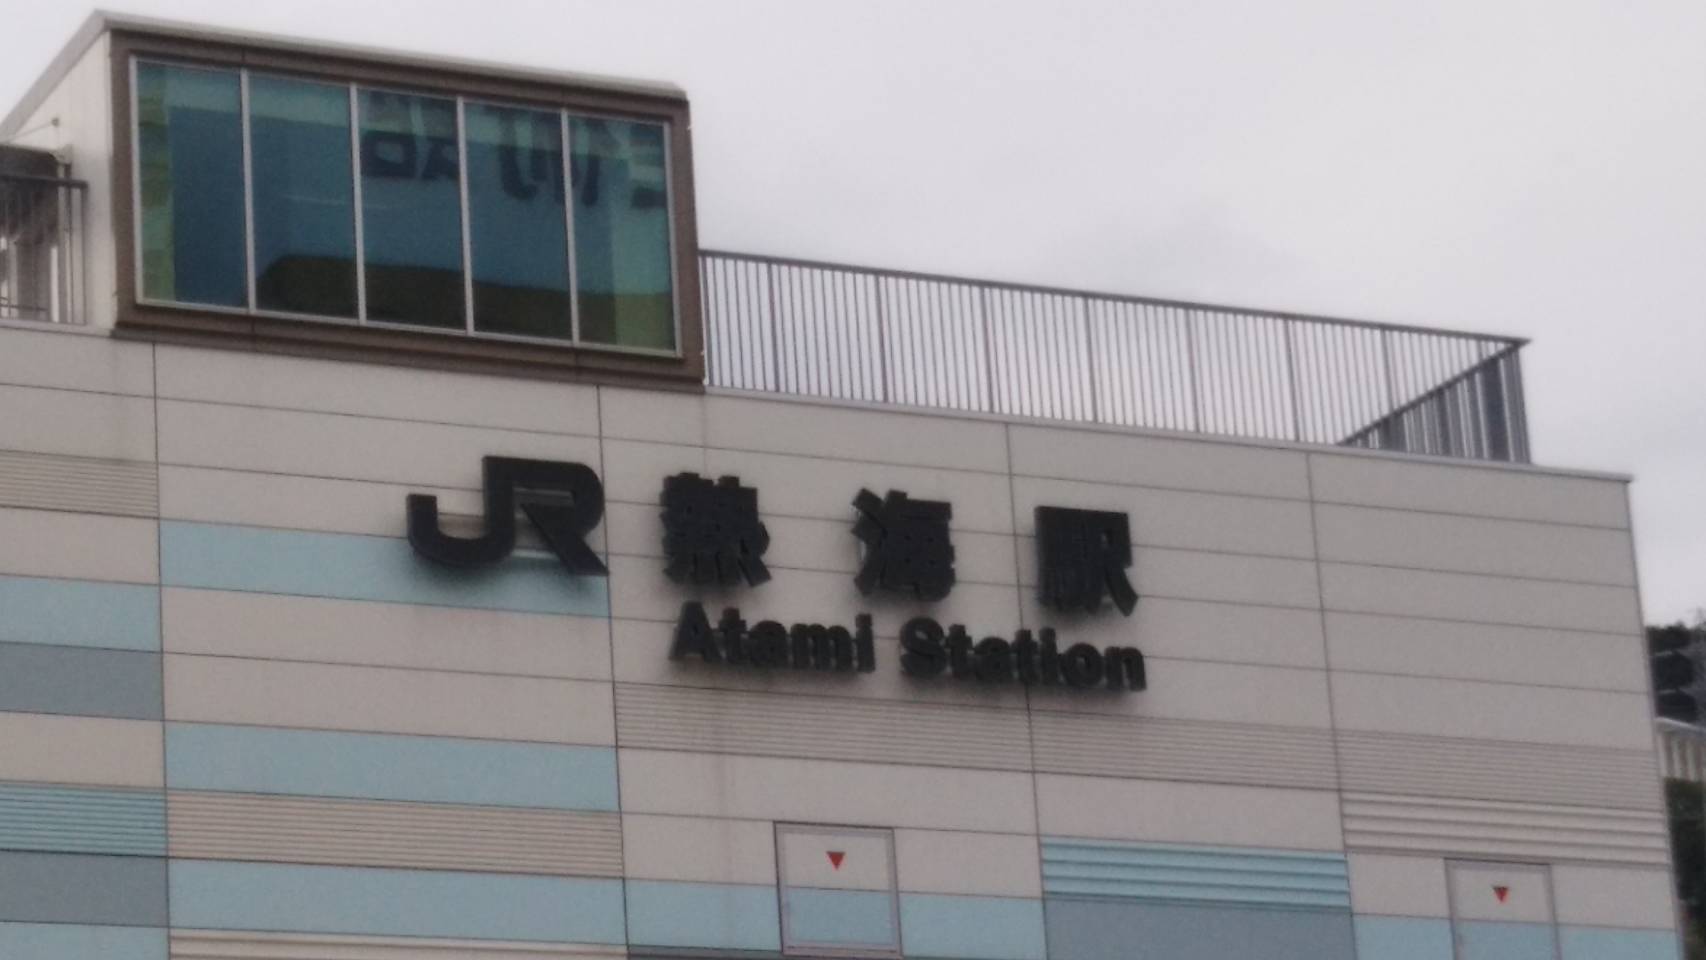 JR 熱海駅
Atami Station